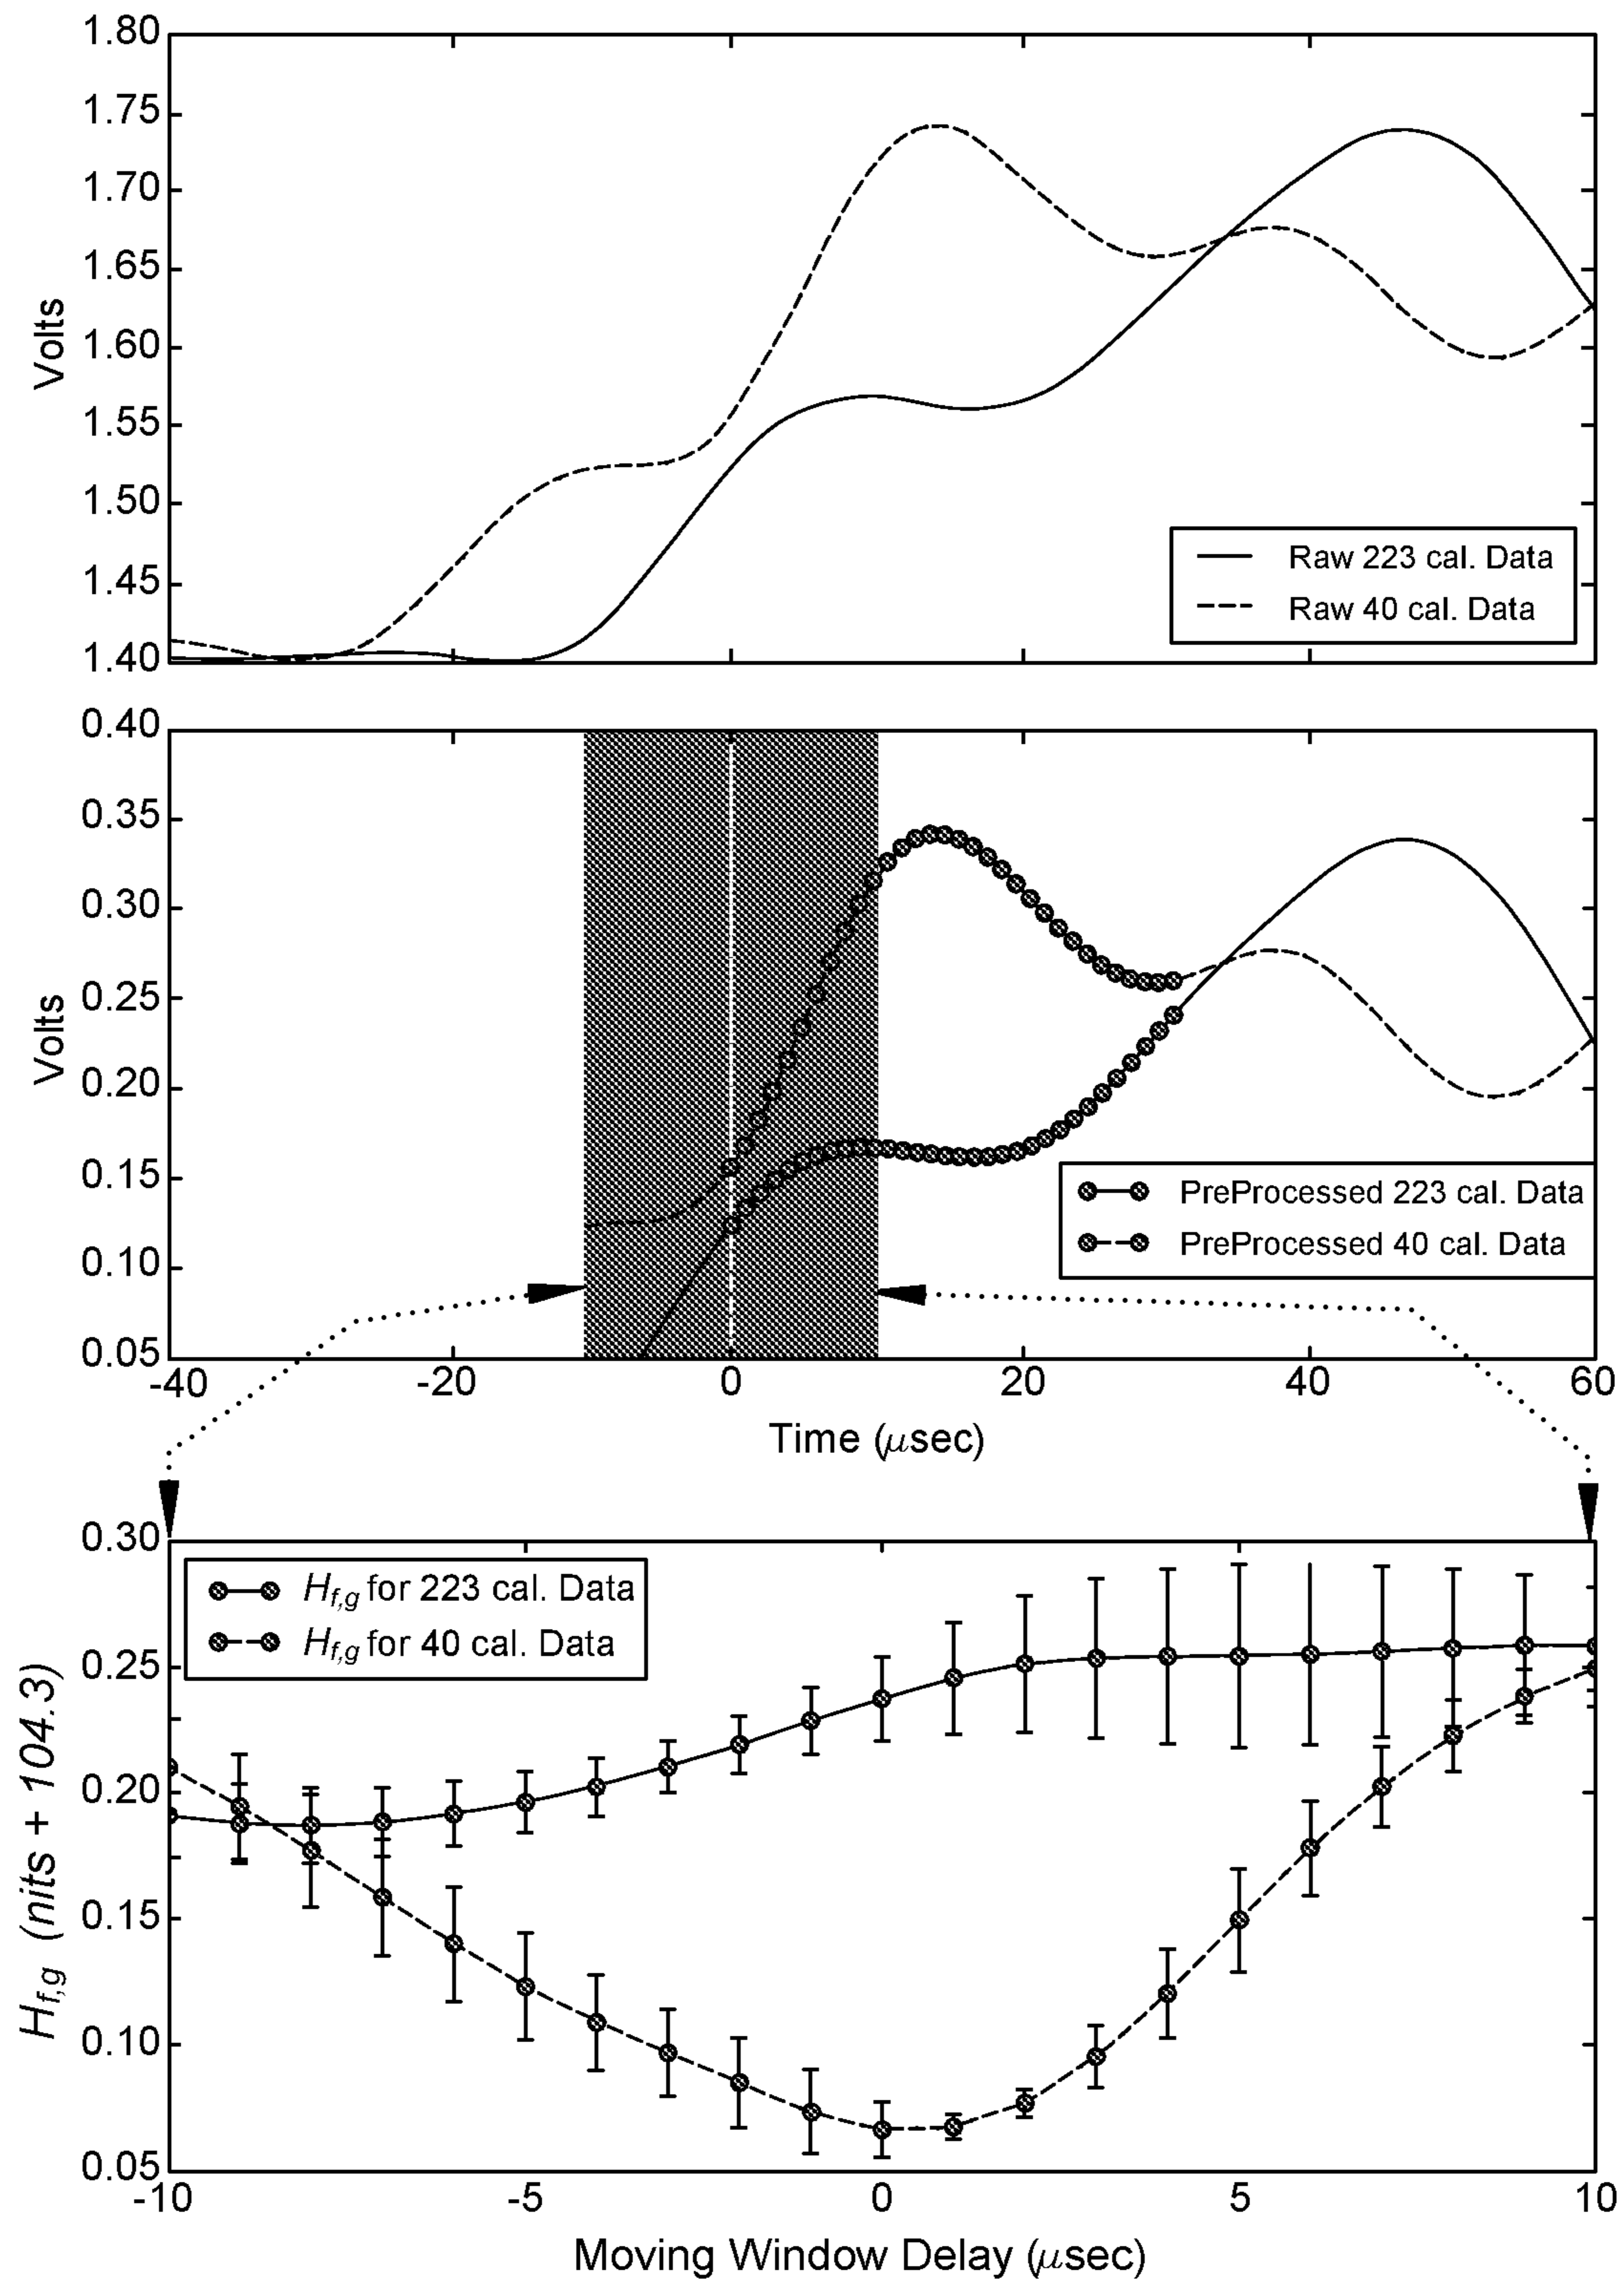 1.80
1.75
1.70
1.65
1.60
1.55
1.50
1.45
1.40
Volts
Raw 223 cal. Data
Raw 40 cal. Data
0.40
0.35
0.30
0.25
0.20
0.15
0.10
0.05
Volts
PreProcessed 223 cal. Data
PreProcessed 40 cal. Data
-40 -20 0 20 40 60
Time (μsec)
0.30
0.25
0.20
0.15
0.10
0.05
H_f,g (nits + 104.3)
H_f,g for 223 cal. Data
H_f,g for 40 cal. Data
-10 -5 0 5 10
Moving Window Delay (μsec)